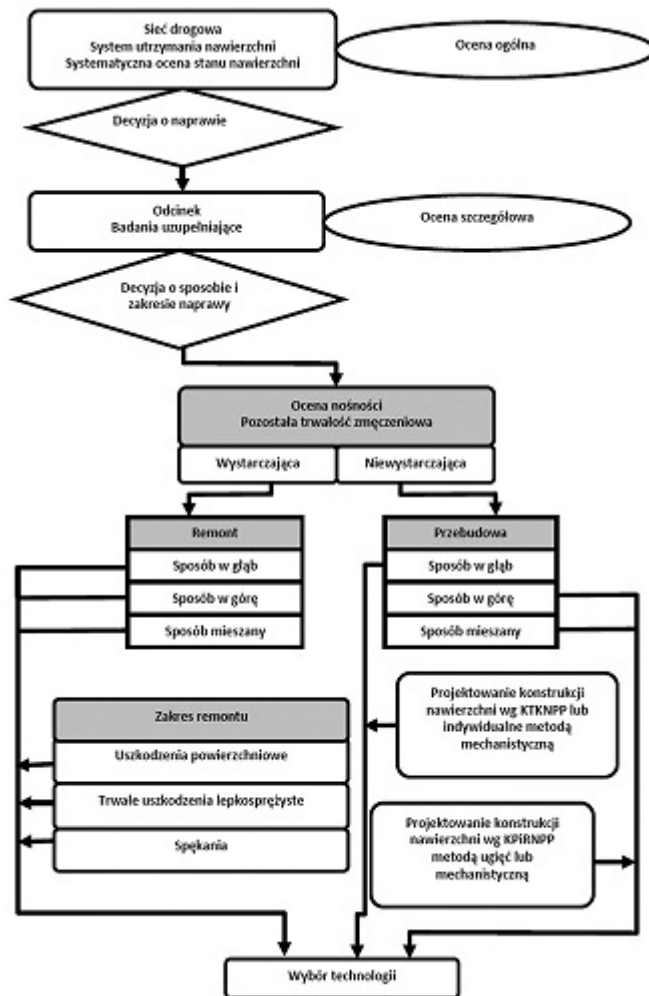 Sieć drogowa
System utrzymania nawierzchni
Systematyczna ocena stanu nawierzchni
Ocena ogólna
Decyzja o naprawie
Odcinek
Badania uzupełniające
Ocena szczegółowa
Decyzja o sposobie i
zakresie naprawy
Ocena nośności
Pozostała trwałość zmęczeniowa
Wystarczająca
Niewystarczająca
Remont
Sposób w głąb
Sposób w górę
Sposób mieszany
Przebudowa
Sposób w głąb
Sposób w górę
Sposób mieszany
Zakres remontu
Uszkodzenia powierzchniowe
Trwałe uszkodzenia lepkosprężyste
Spękania
Projektowanie konstrukcji
nawierzchni wg KTKNPP lub
indywidualne metodą
mechanistyczną
Projektowanie konstrukcji
nawierzchni wg KPiRNPP
metodą ugięć lub
mechanistyczną
Wybór technologii